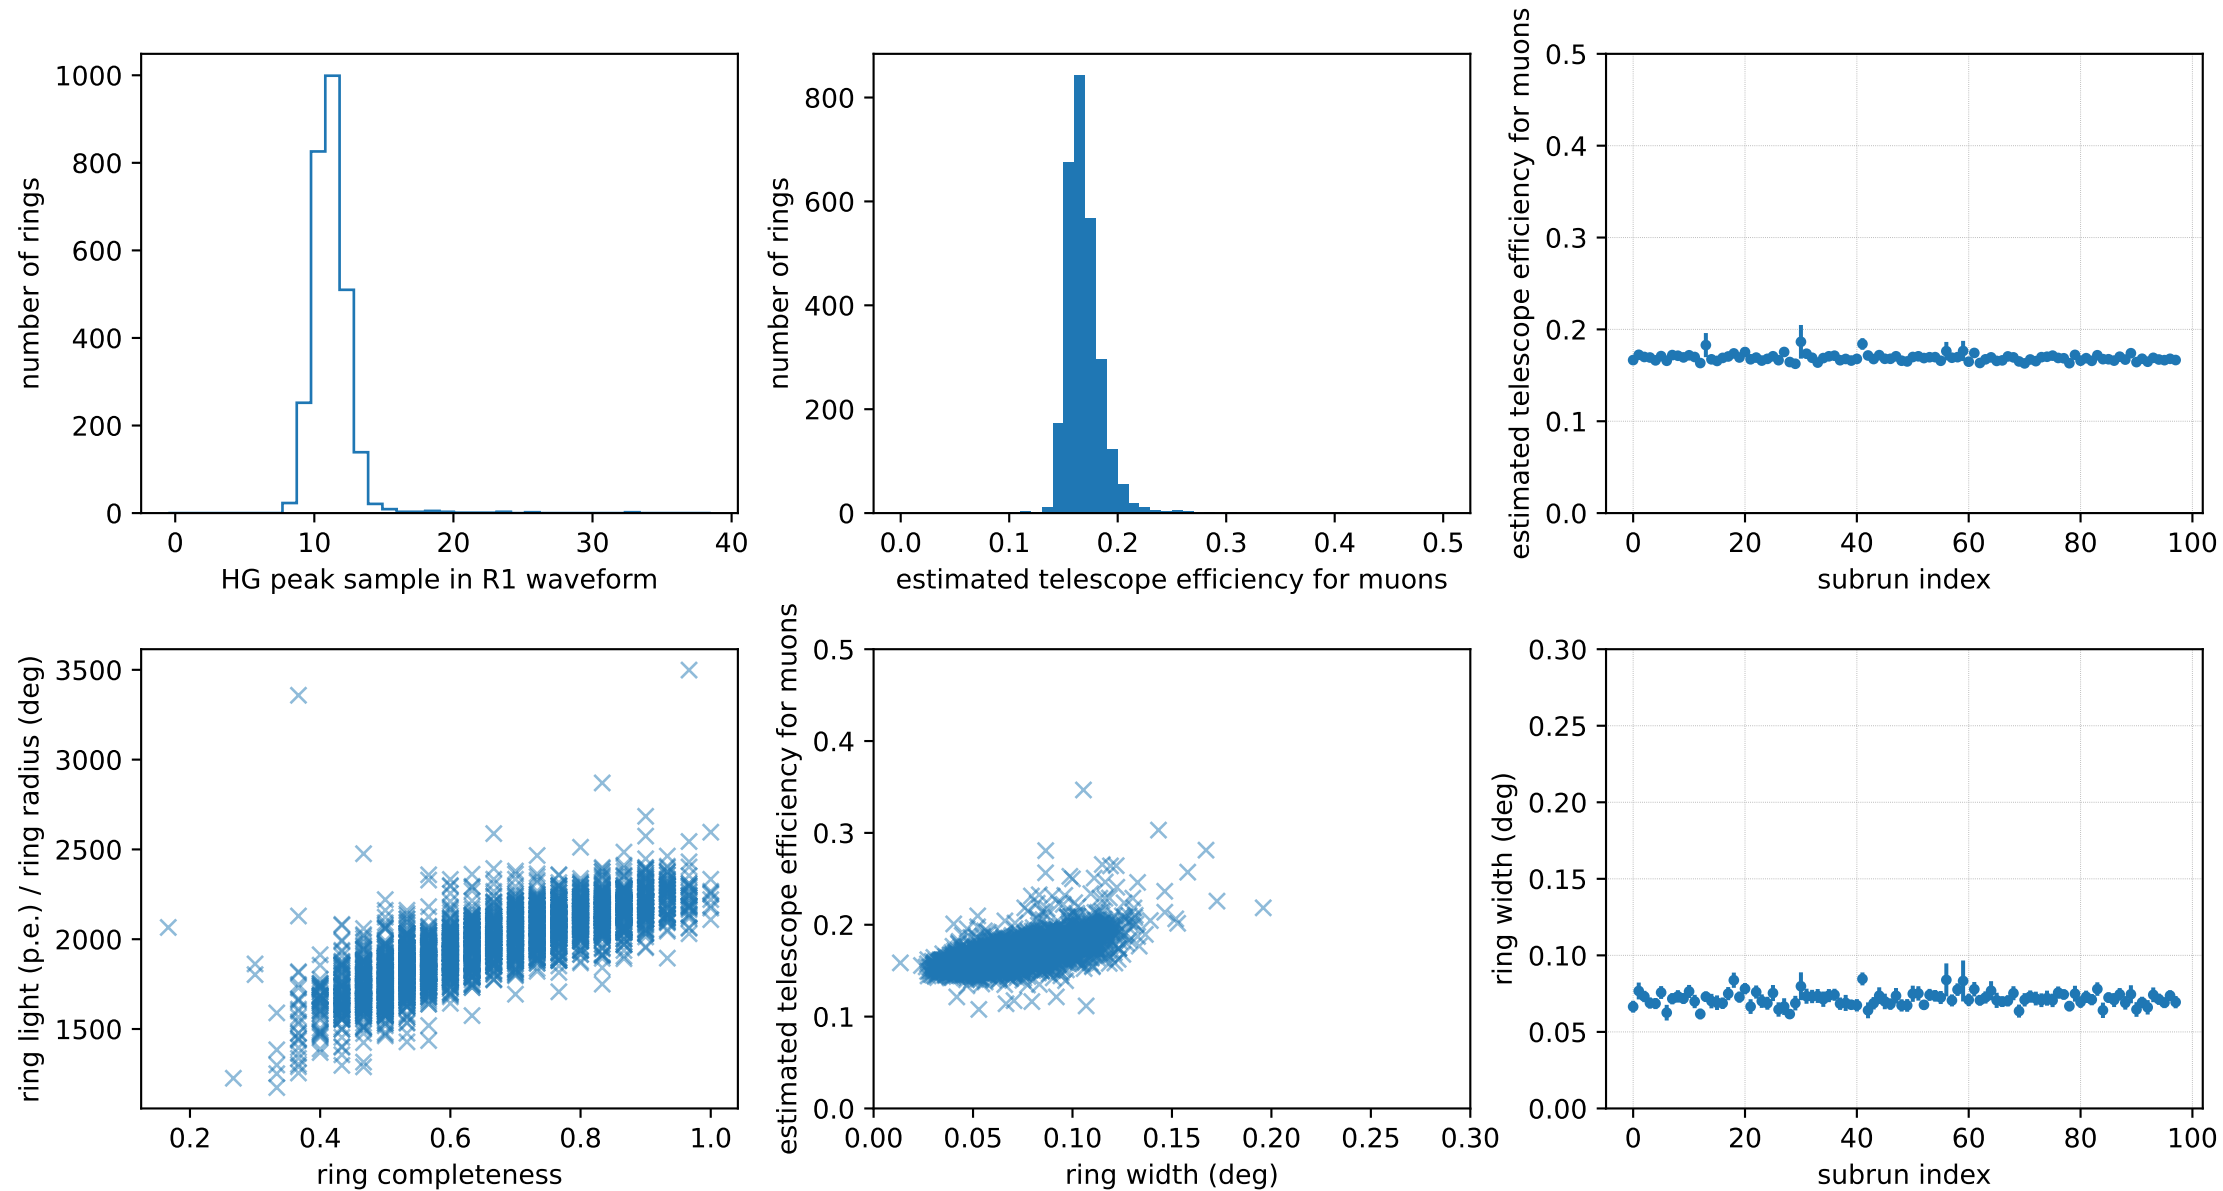 number of rings
1000
800
600
400
200
0
0 10 20 30 40
HG peak sample in R1 waveform
number of rings
800
600
400
200
0
0.0 0.1 0.2 0.3 0.4 0.5
estimated telescope efficiency for muons
estimated telescope efficiency for muons
0.5
0.4
0.3
0.2
0.1
0.0
0 20 40 60 80 100
subrun index
ring light (p.e.) / ring radius (deg)
3500
3000
2500
2000
1500
0.2 0.4 0.6 0.8 1.0
ring completeness
estimated telescope efficiency for muons
0.5
0.4
0.3
0.2
0.1
0.0
0.00 0.05 0.10 0.15 0.20 0.25 0.30
ring width (deg)
ring width (deg)
0.30
0.25
0.20
0.15
0.10
0.05
0.00
0 20 40 60 80 100
subrun index